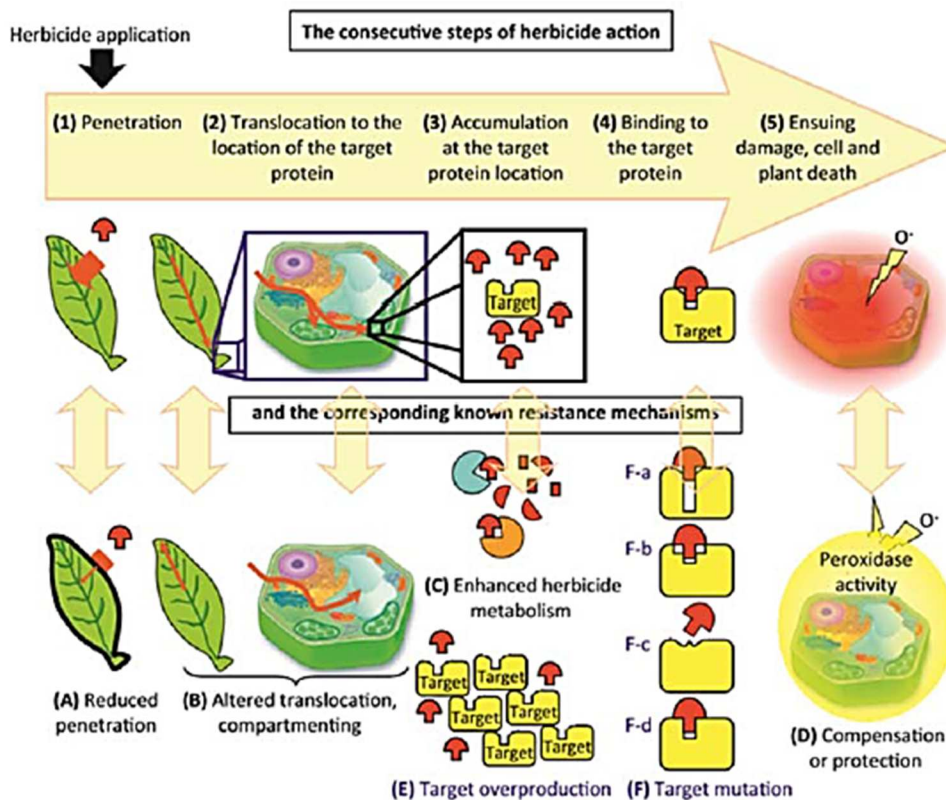 Herbicide application
The consecutive steps of herbicide action
(1) Penetration
(2) Translocation to the
location of the target
protein
(3) Accumulation
at the target
protein location
(4) Binding to
the target
protein
(5) Ensuing
damage, cell and
plant death
Target
Target
O·
and the corresponding known resistance mechanisms
(A) Reduced
penetration
(B) Altered translocation,
compartmenting
(C) Enhanced herbicide
metabolism
Target
Target
Target
Target
Target
Target
(E) Target overproduction
F-a
F-b
F-c
F-d
(F) Target mutation
O·
Peroxidase
activity
(D) Compensation
or protection